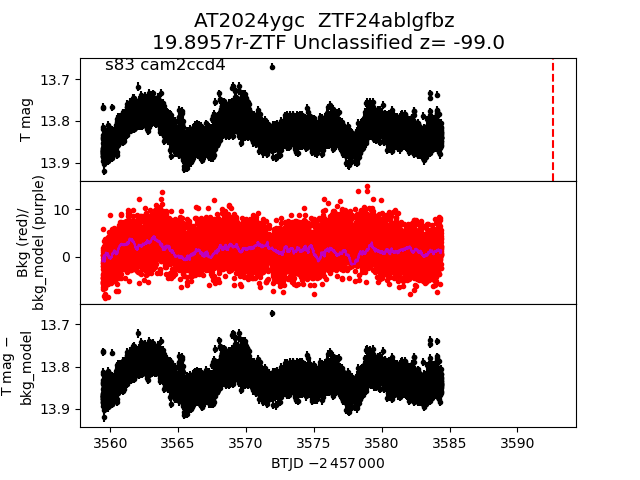 AT2024ygc  ZTF24ablgfbz
19.8957r-ZTF Unclassified z= -99.0
s83 cam2ccd4
13.7
13.8
13.9
T mag
10
0
Bkg (red)/
bkg_model (purple)
13.7
13.8
13.9
T mag −
bkg_model
3560 3565 3570 3575 3580 3585 3590
BTJD −2 457 000